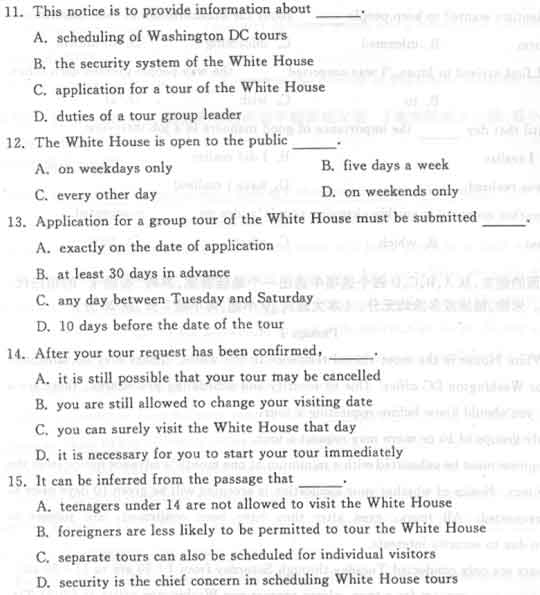 11. This notice is to provide information about ______.
A. scheduling of Washington DC tours
B. the security system of the White House
C. application for a tour of the White House
D. duties of a tour group leader
12. The White House is open to the public ______.
A. on weekdays only B. five days a week
C. every other day D. on weekends only
13. Application for a group tour of the White House must be submitted ______.
A. exactly on the date of application
B. at least 30 days in advance
C. any day between Tuesday and Saturday
D. 10 days before the date of the tour
14. After your tour request has been confirmed, ______.
A. it is still possible that your tour may be cancelled
B. you are still allowed to change your visiting date
C. you can surely visit the White House that day
D. it is necessary for you to start your tour immediately
15. It can be inferred from the passage that ______.
A. teenagers under 14 are not allowed to visit the White House
B. foreigners are less likely to be permitted to tour the White House
C. separate tours can also be scheduled for individual visitors
D. security is the chief concern in scheduling White House tours